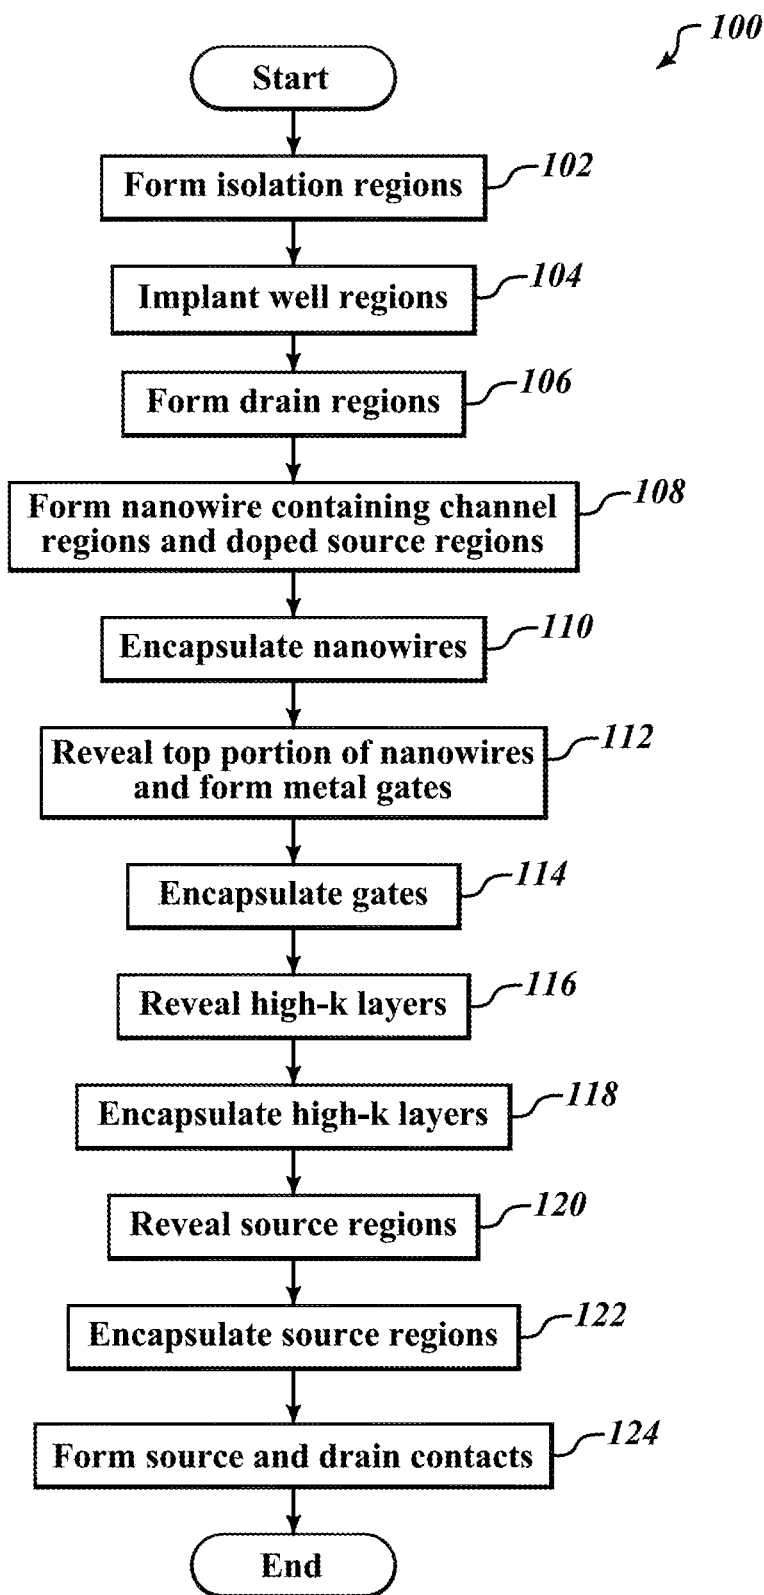 100
Start
Form isolation regions
102
Implant well regions
104
Form drain regions
106
Form nanowire containing channel
regions and doped source regions
108
Encapsulate nanowires
110
Reveal top portion of nanowires
and form metal gates
112
Encapsulate gates
114
Reveal high-k layers
116
Encapsulate high-k layers
118
Reveal source regions
120
Encapsulate source regions
122
Form source and drain contacts
124
End